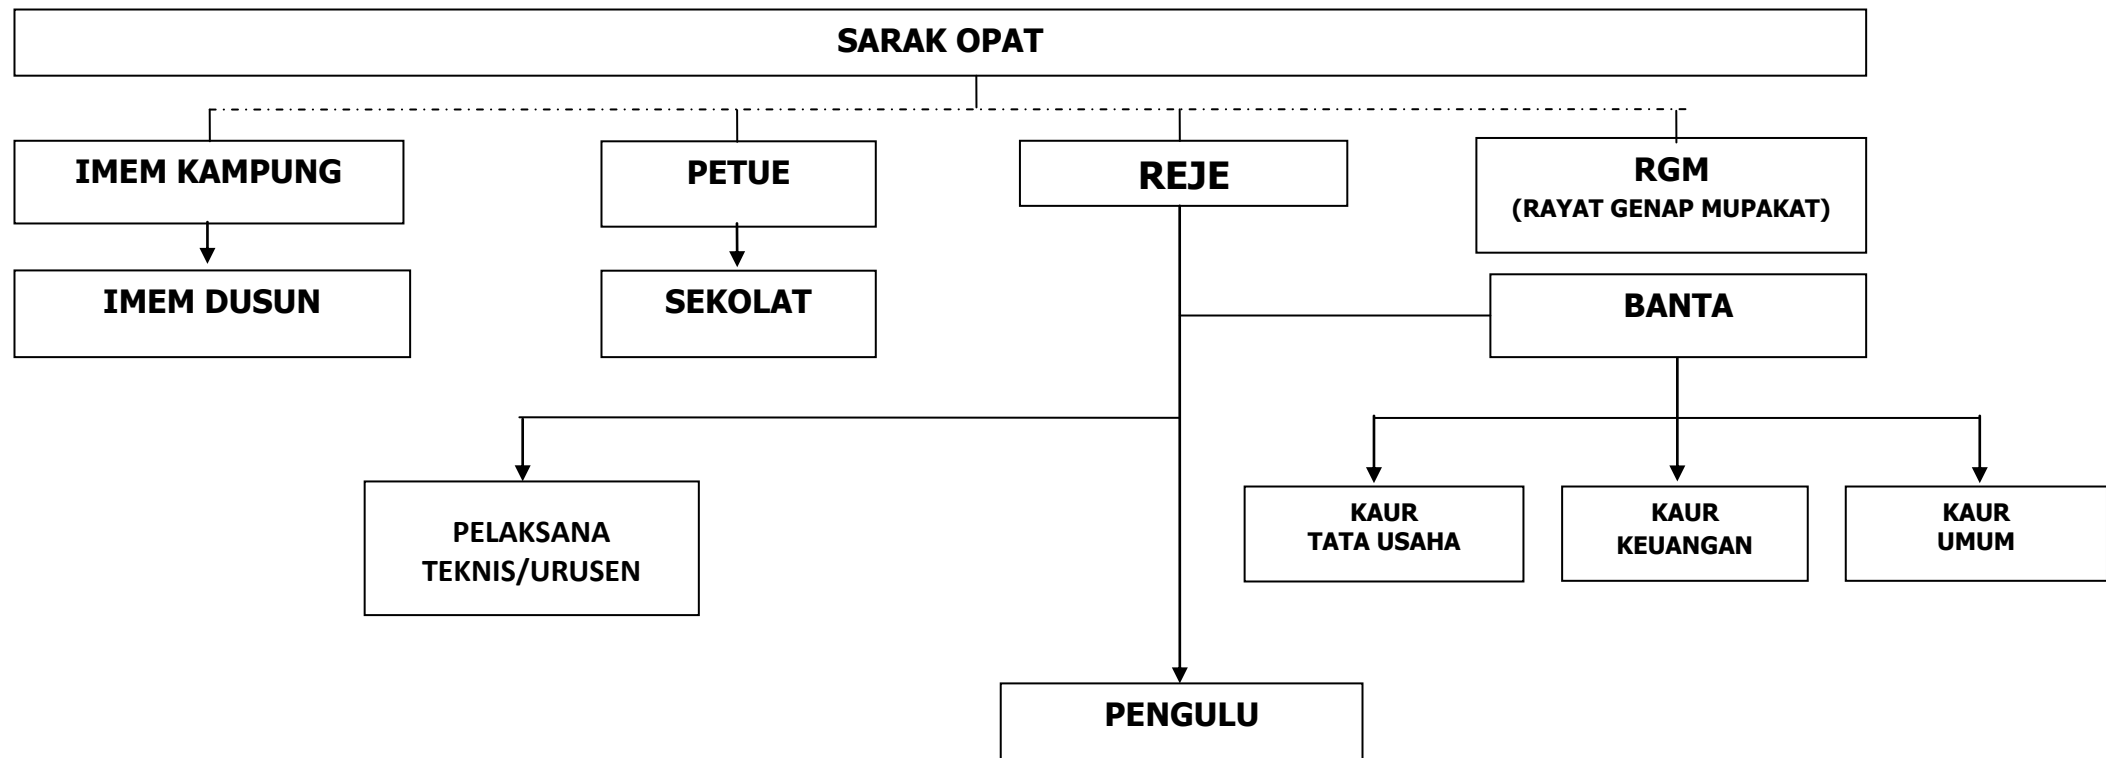 SARAK OPAT
IMEM KAMPUNG
PETUE
REJE
RGM
(RAYAT GENAP MUPAKAT)
IMEM DUSUN
SEKOLAT
BANTA
PELAKSANA
TEKNIS/URUSEN
KAUR
TATA USAHA
KAUR
KEUANGAN
KAUR
UMUM
PENGULU